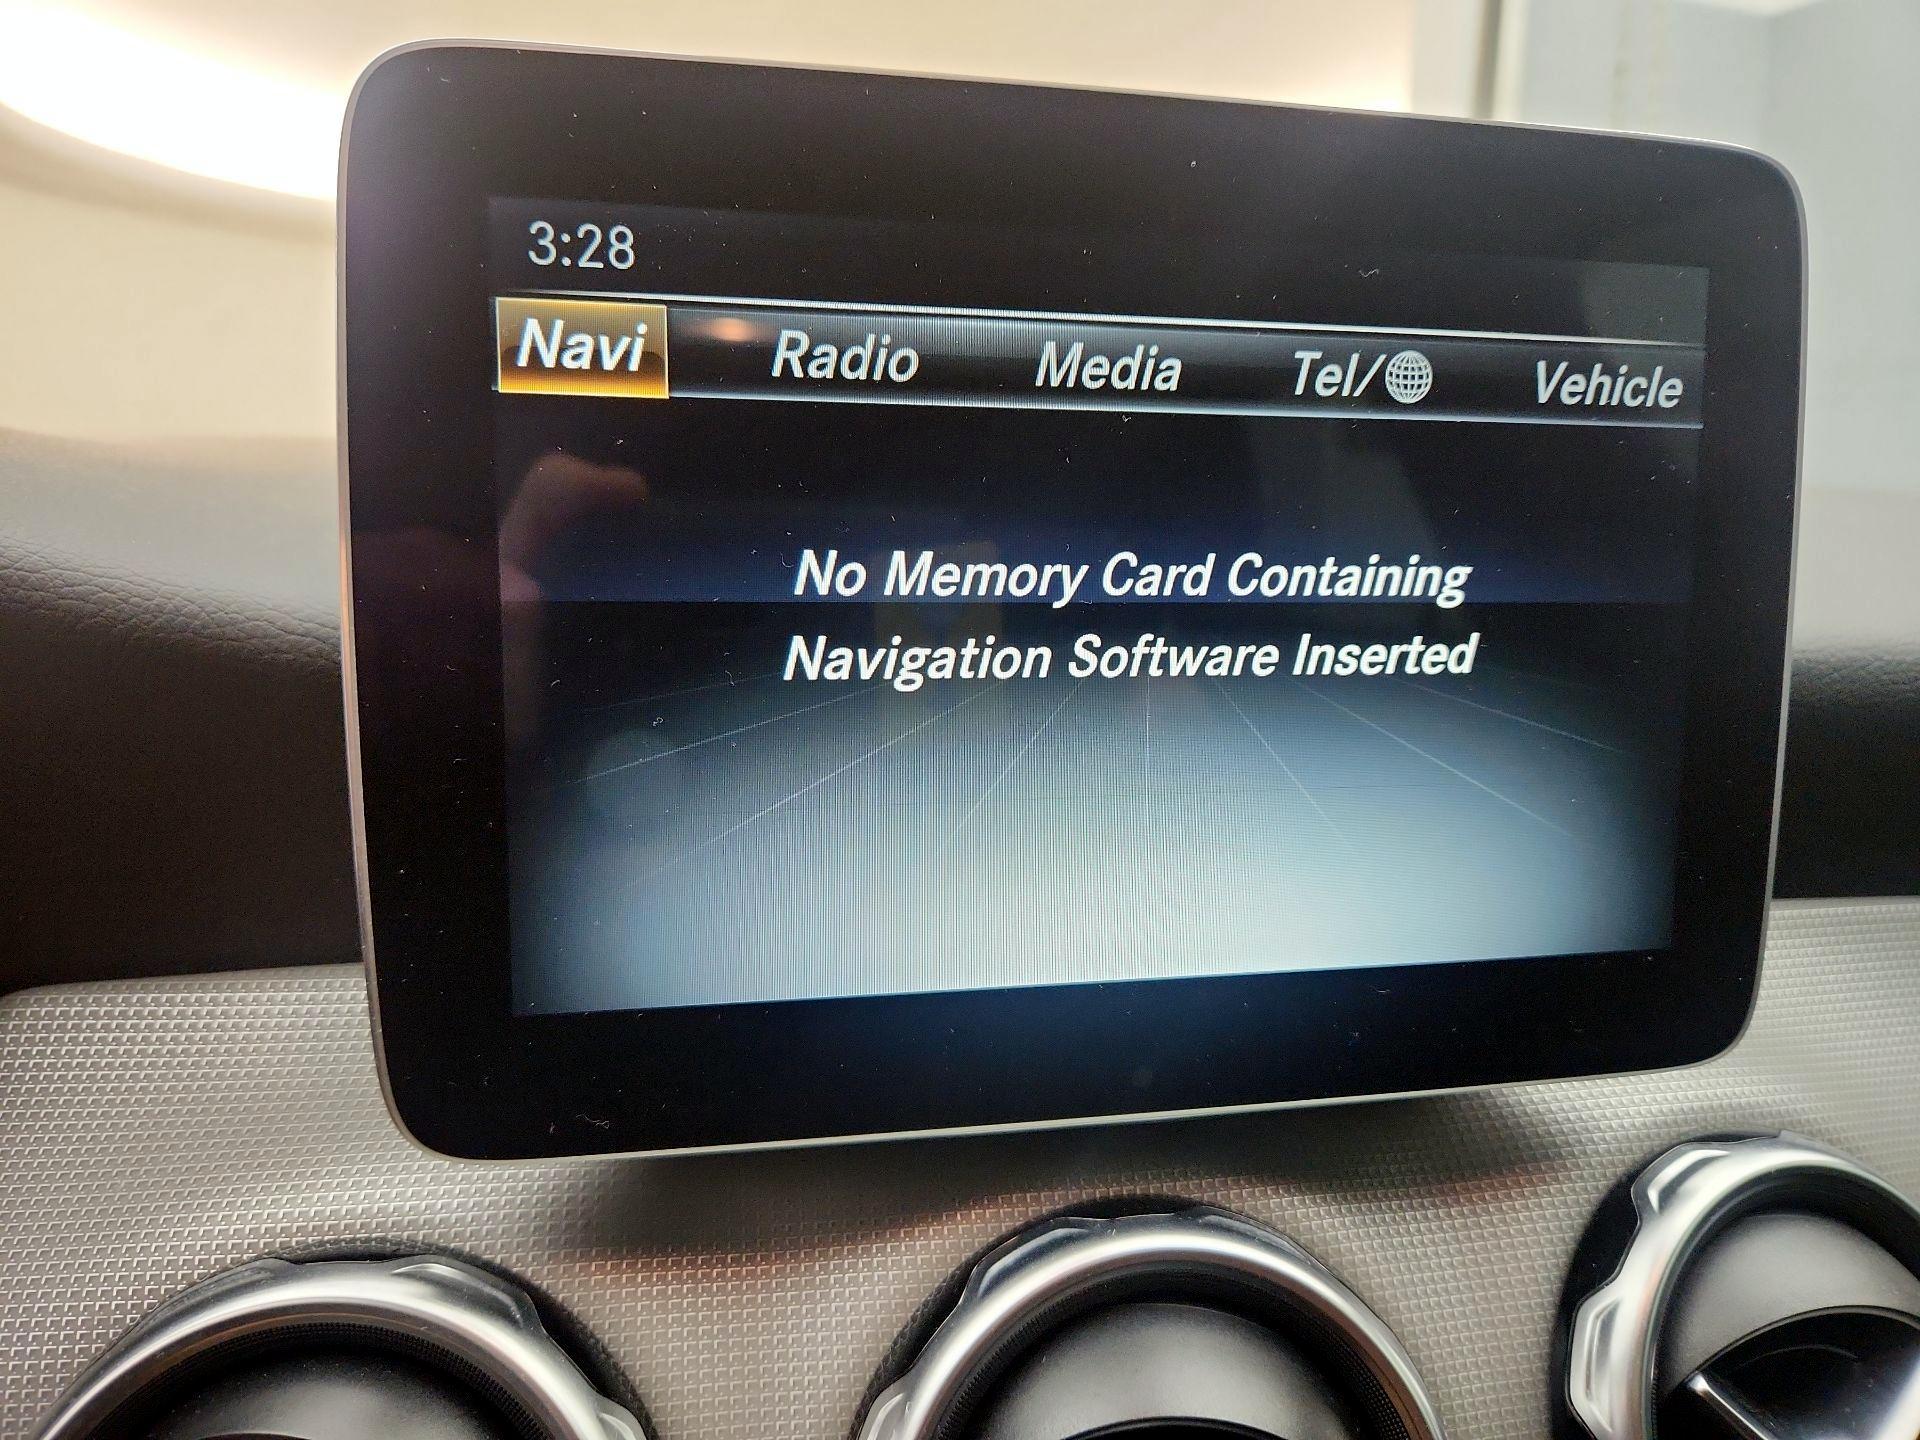 3:28
Navi Radio Media Tel/ Vehicle
No Memory Card Containing
Navigation Software Inserted